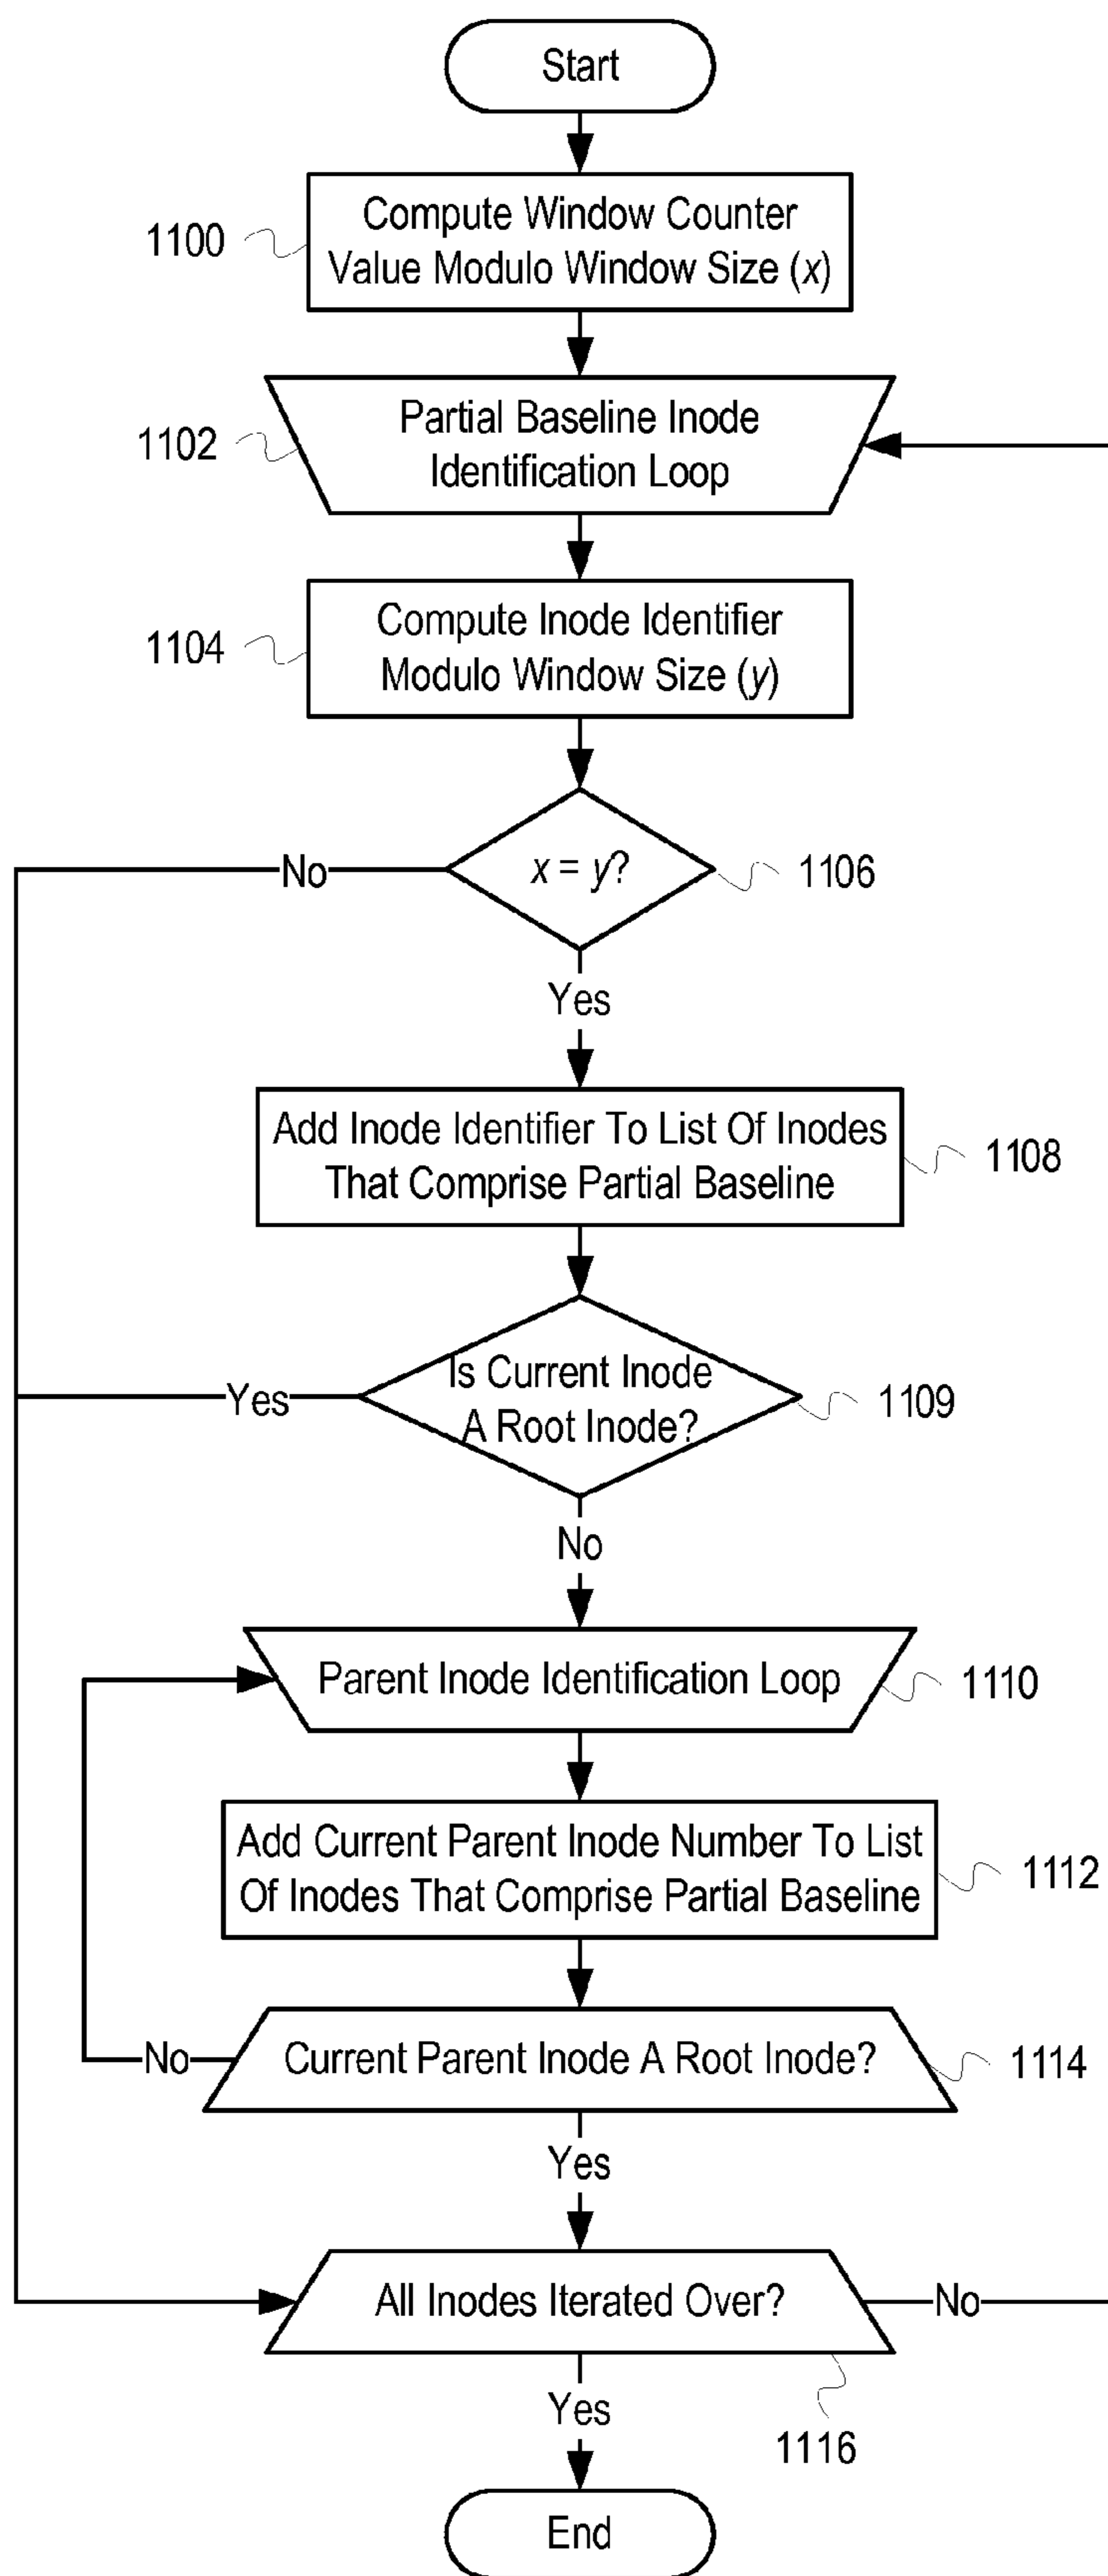 Start
1100
Compute Window Counter
Value Modulo Window Size (x)
1102
Partial Baseline Inode
Identification Loop
1104
Compute Inode Identifier
Modulo Window Size (y)
No
x = y?
1106
Yes
Add Inode Identifier To List Of Inodes
That Comprise Partial Baseline
1108
Yes
Is Current Inode
A Root Inode?
1109
No
Parent Inode Identification Loop
1110
Add Current Parent Inode Number To List
Of Inodes That Comprise Partial Baseline
1112
No
Current Parent Inode A Root Inode?
1114
Yes
All Inodes Iterated Over?
No
Yes
1116
End